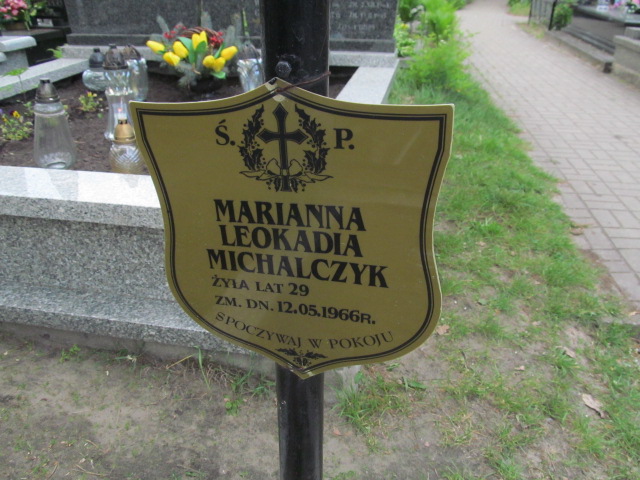 Ś. P.
MARIANNA
LEOKADIA
MICHALCZYK
ŻYŁA LAT 29
ZM. DN. 12.05.1966R.
SPOCZYWAJ W POKOJU